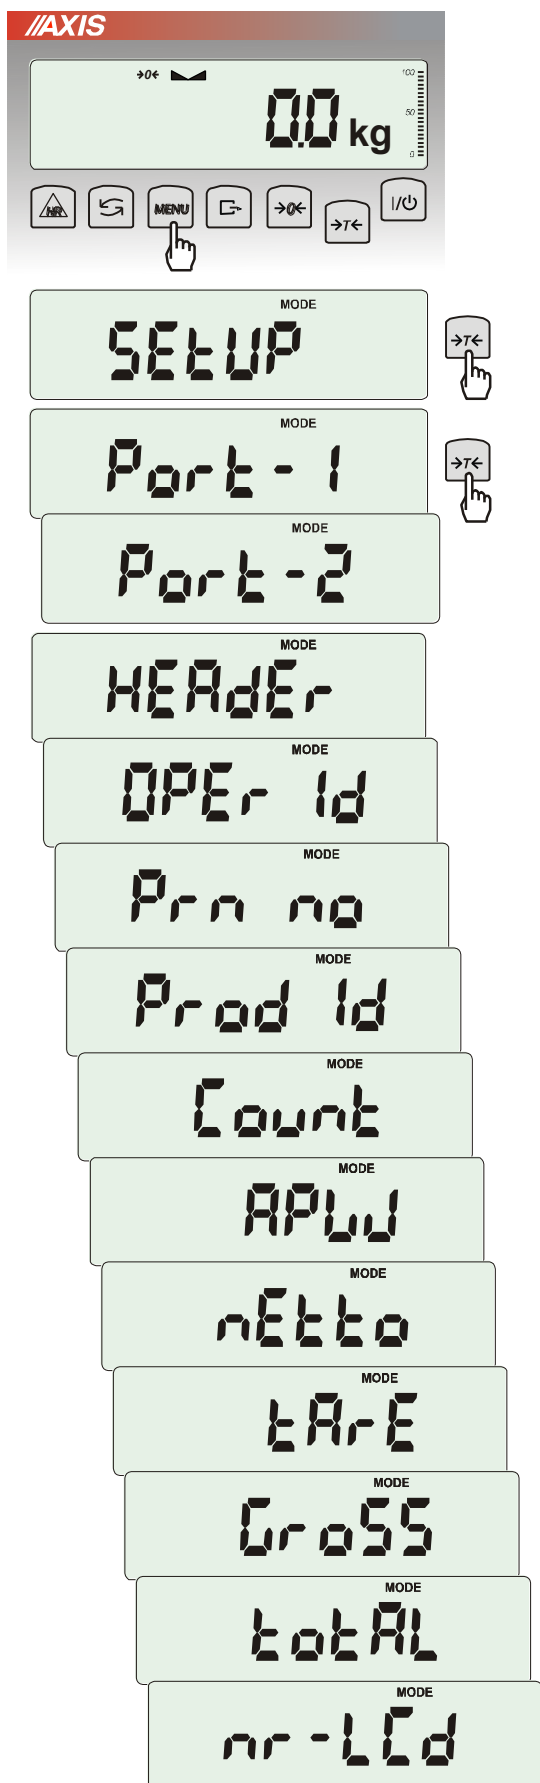 AXIS
→0←
100
0.0 kg
50
0
HR
MENU
→0←
→T←
I/⏻
MODE
SEtUP
→T←
MODE
Port-1
→T←
MODE
Port-2
MODE
HEAdEr
MODE
OPEr Id
MODE
Prn no
MODE
Prod Id
MODE
Count
MODE
APW
MODE
nEtto
MODE
tArE
MODE
GroSS
MODE
totAL
MODE
nr-LCd